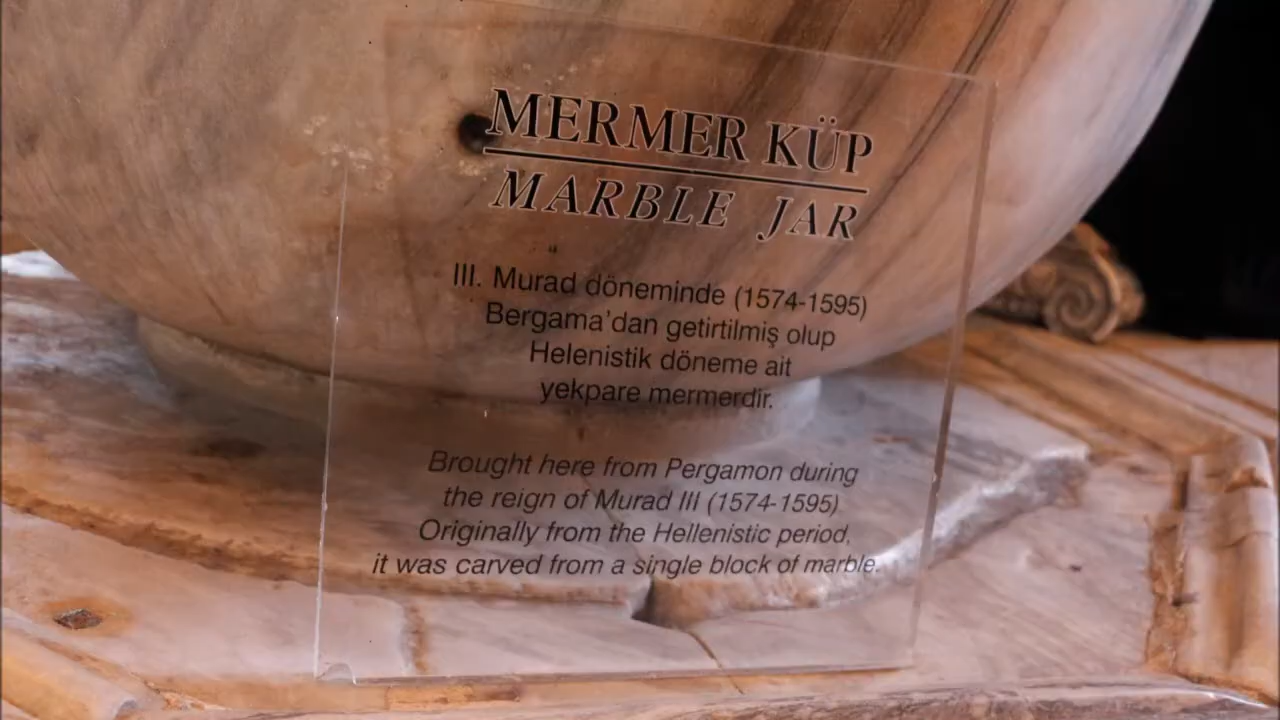 MERMER KÜP
MARBLE JAR
III. Murad döneminde (1574-1595)
Bergama'dan getirtilmiş olup
Helenistik döneme ait
yekpare mermerdir.
Brought here from Pergamon during
the reign of Murad III (1574-1595)
Originally from the Hellenistic period,
it was carved from a single block of marble.